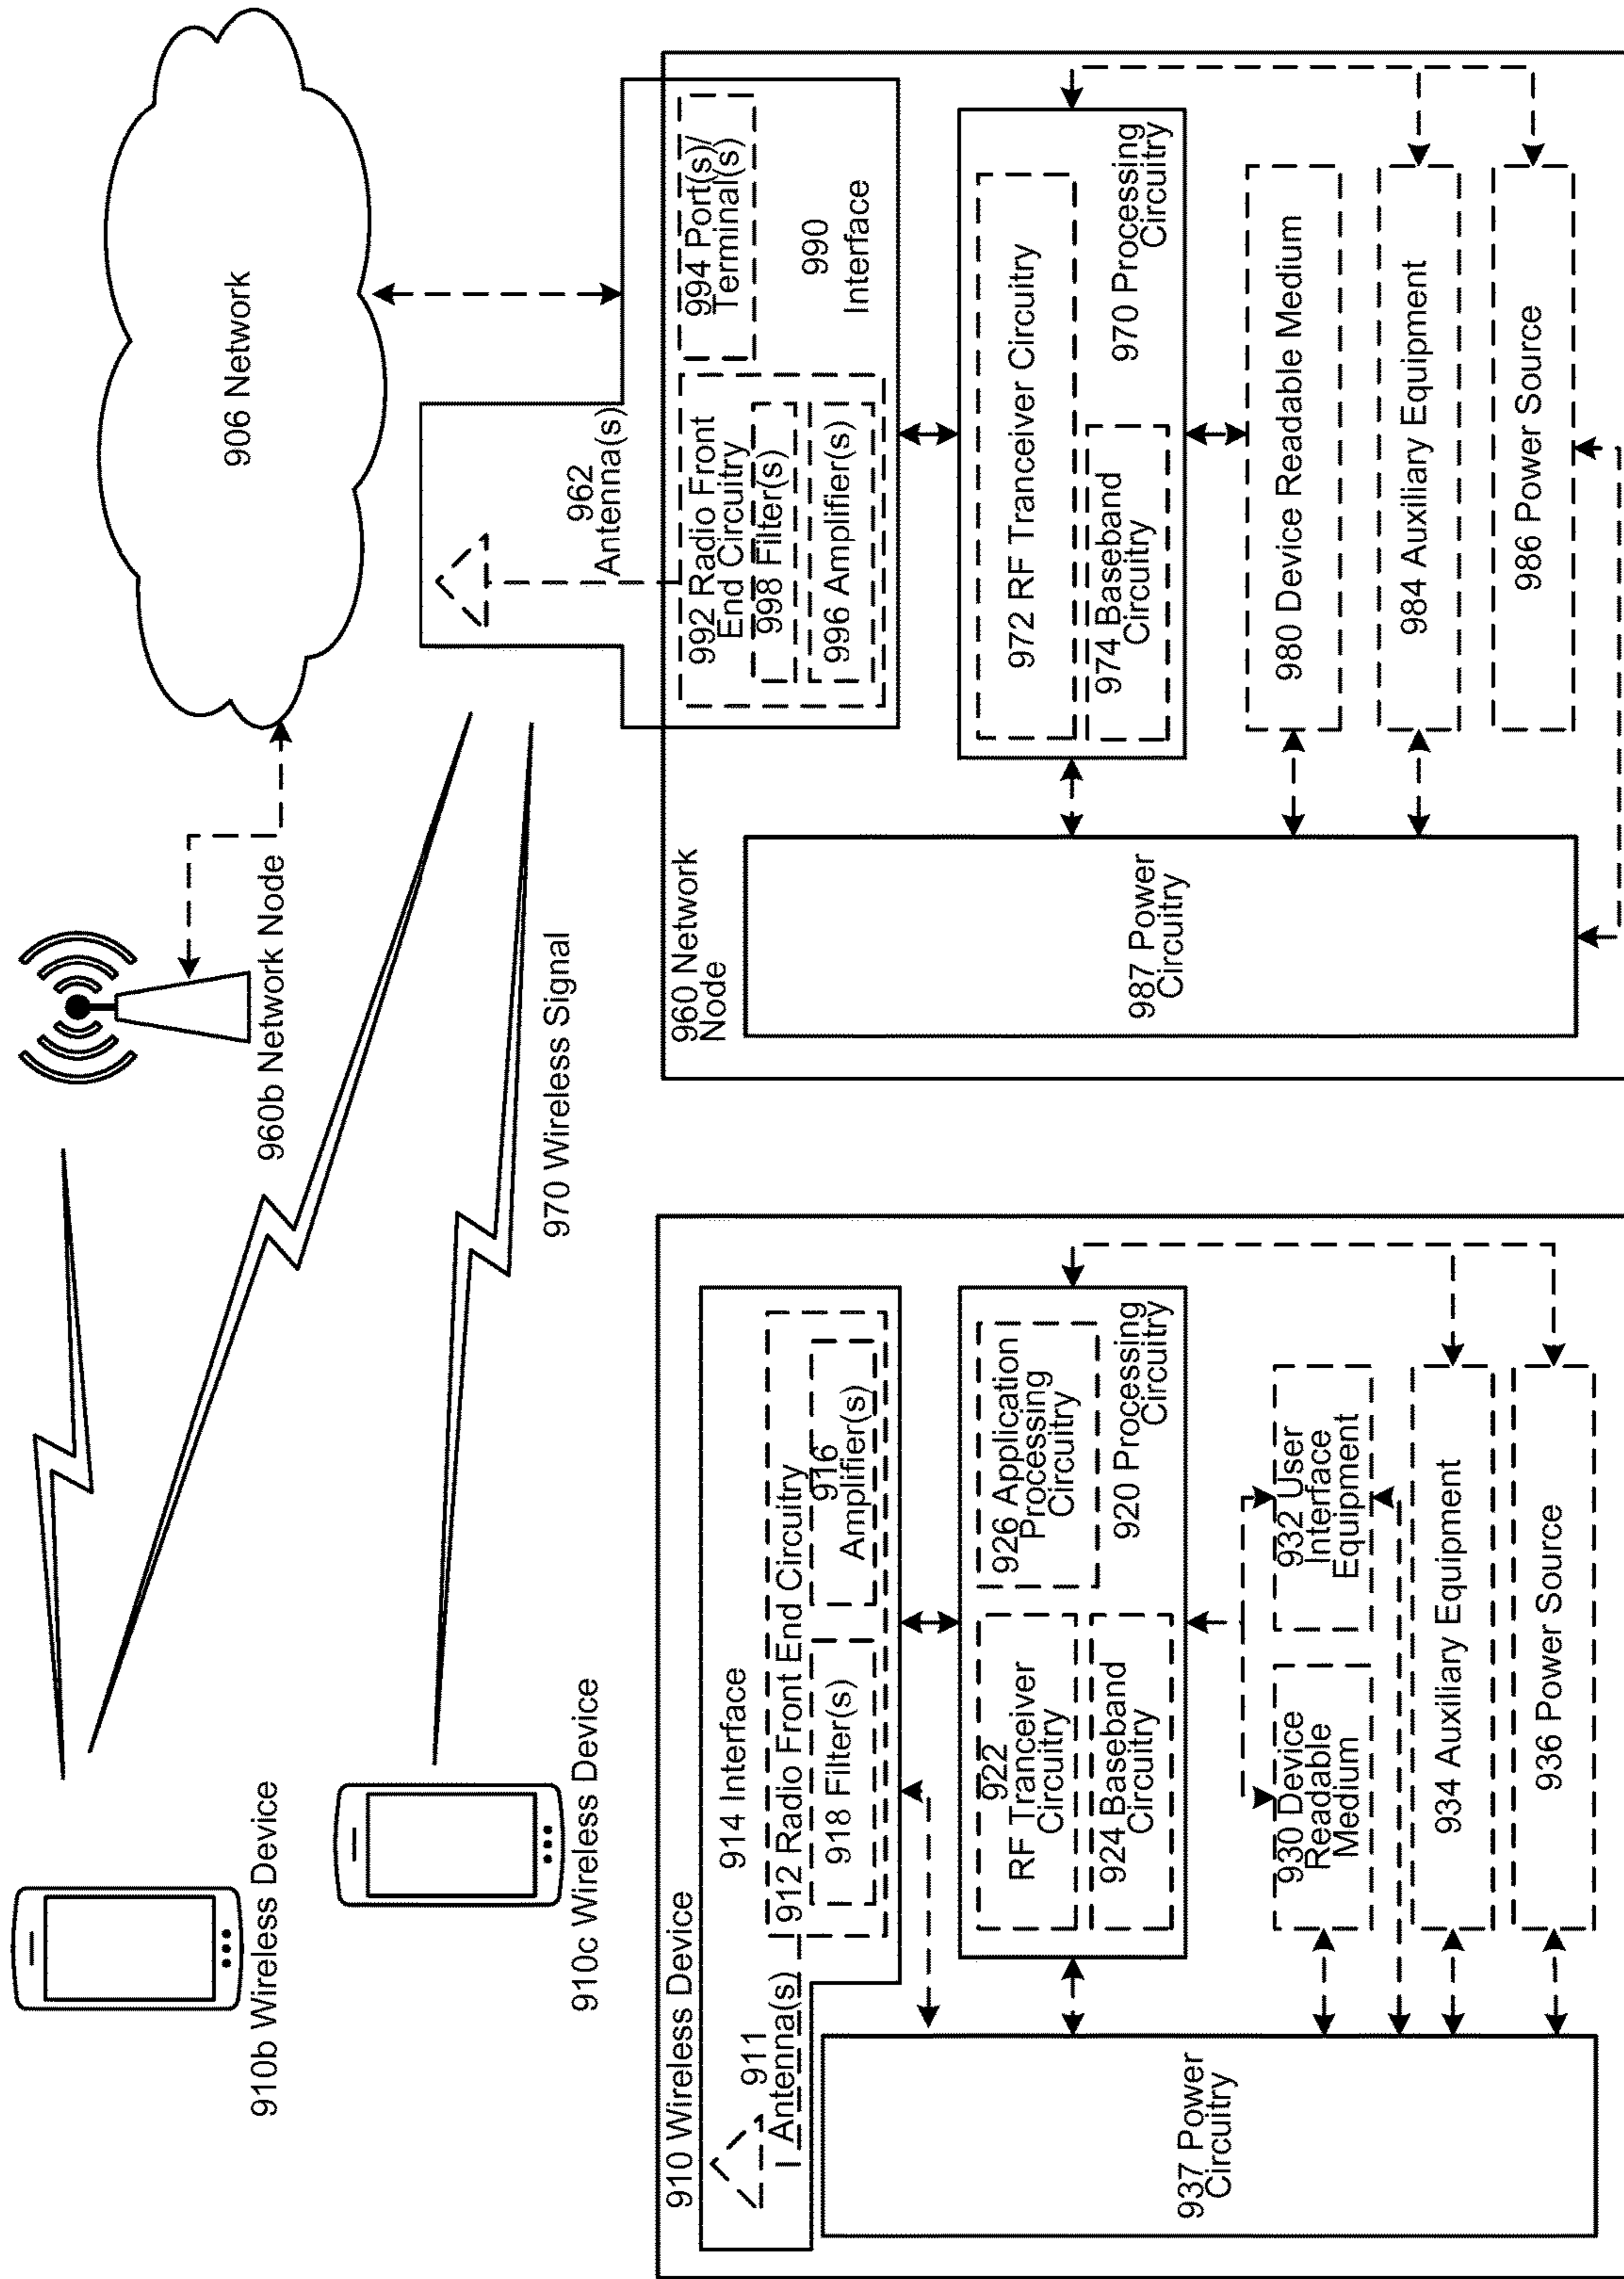 906 Network
960b Network Node
910b Wireless Device
910c Wireless Device
970 Wireless Signal
910 Wireless Device
914 Interface
911
Antenna(s)
912 Radio Front End Circuitry
918 Filter(s)
916
Amplifier(s)
922
RF Tranceiver
Circuitry
924 Baseband
Circuitry
926 Application
Processing
Circuitry
920 Processing
Circuitry
930 Device
Readable
Medium
932 User
Interface
Equipment
934 Auxiliary Equipment
936 Power Source
937 Power
Circuitry
960 Network
Node
962
Antenna(s)
992 Radio Front
End Circuitry
998 Filter(s)
996 Amplifier(s)
994 Port(s)/
Terminal(s)
990
Interface
972 RF Tranceiver Circuitry
974 Baseband
Circuitry
970 Processing
Circuitry
980 Device Readable Medium
984 Auxiliary Equipment
986 Power Source
987 Power
Circuitry